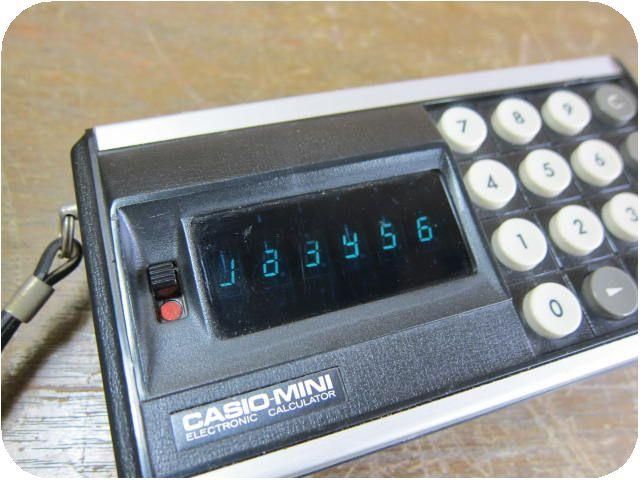 123456
7 8 9 C
4 5 6
1 2 3
0
CASIO-MINI
ELECTRONIC CALCULATOR